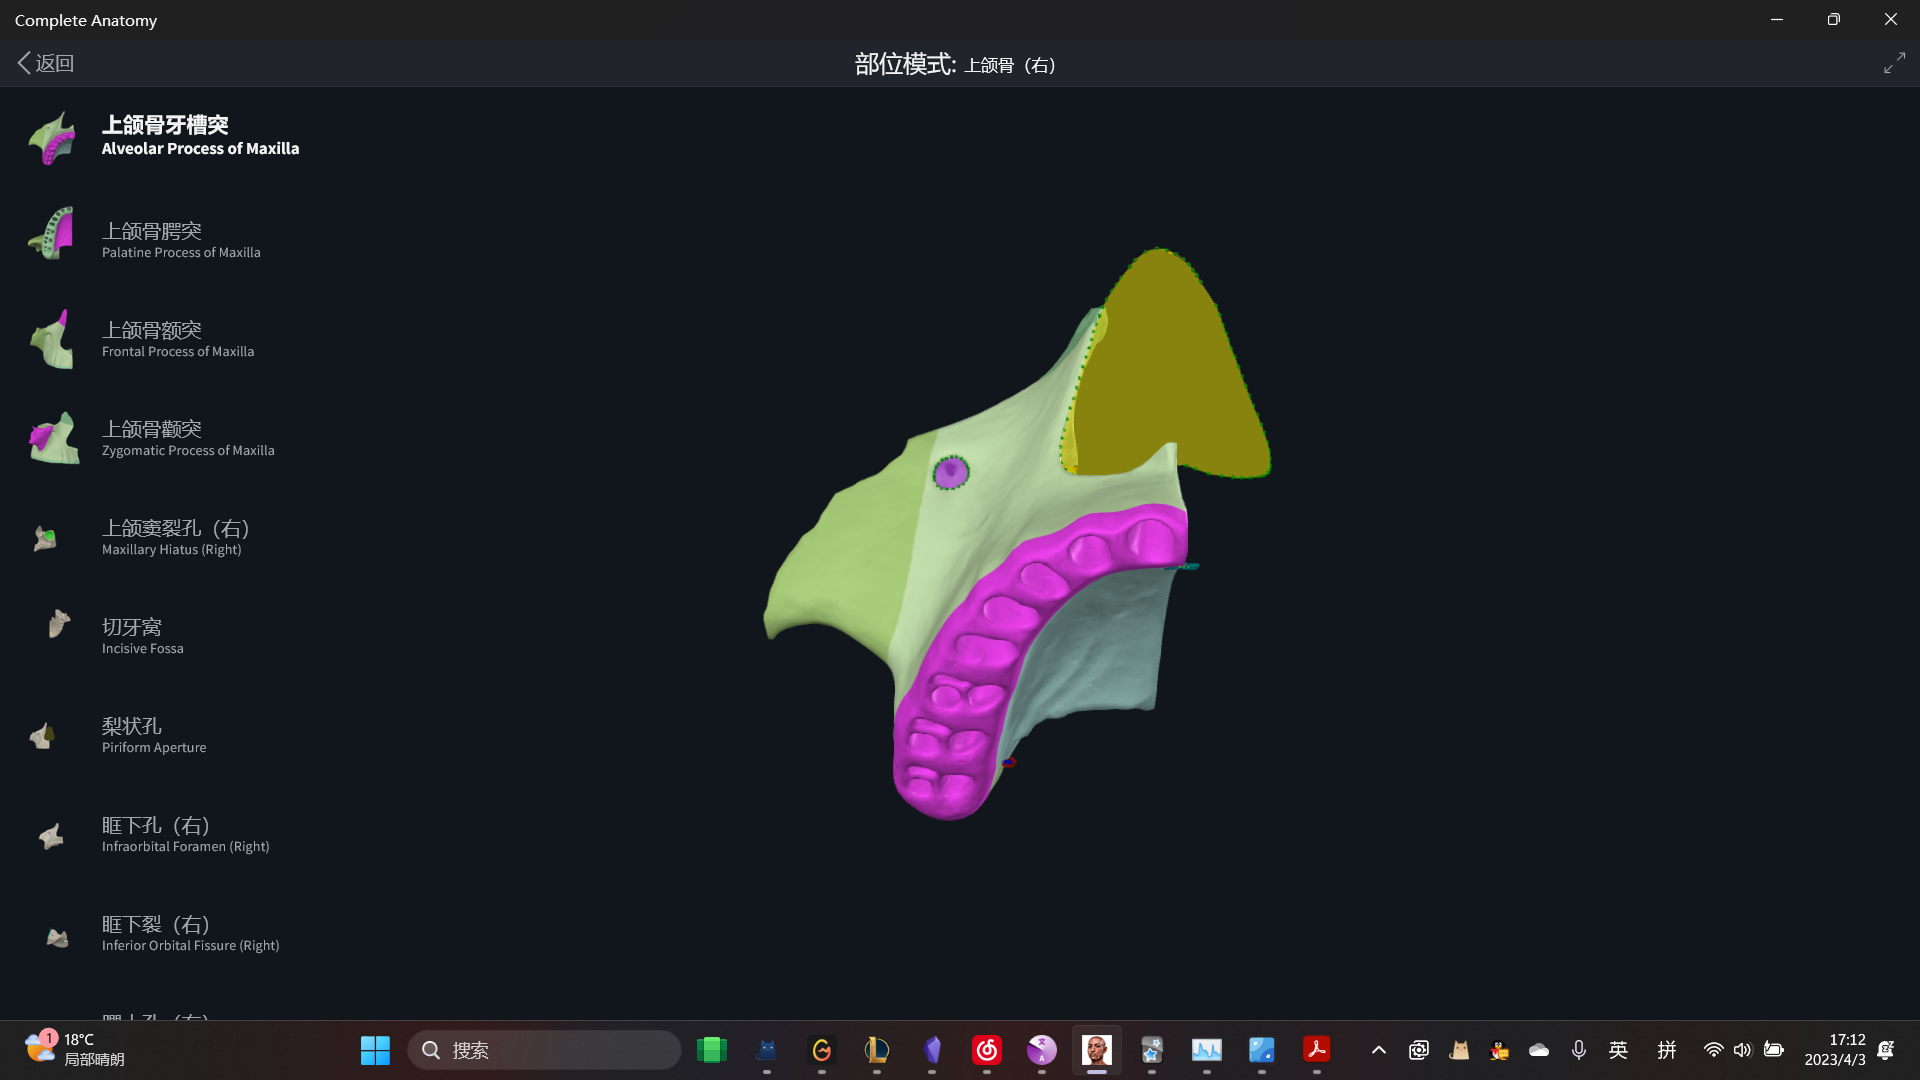 Complete Anatomy
返回
部位模式: 上颌骨（右）
上颌骨牙槽突
Alveolar Process of Maxilla
上颌骨腭突
Palatine Process of Maxilla
上颌骨额突
Frontal Process of Maxilla
上颌骨颧突
Zygomatic Process of Maxilla
上颌窦裂孔（右）
Maxillary Hiatus (Right)
切牙窝
Incisive Fossa
梨状孔
Piriform Aperture
眶下孔（右）
Infraorbital Foramen (Right)
眶下裂（右）
Inferior Orbital Fissure (Right)
1
18°C
局部晴朗
搜索
英
拼
17:12
2023/4/3